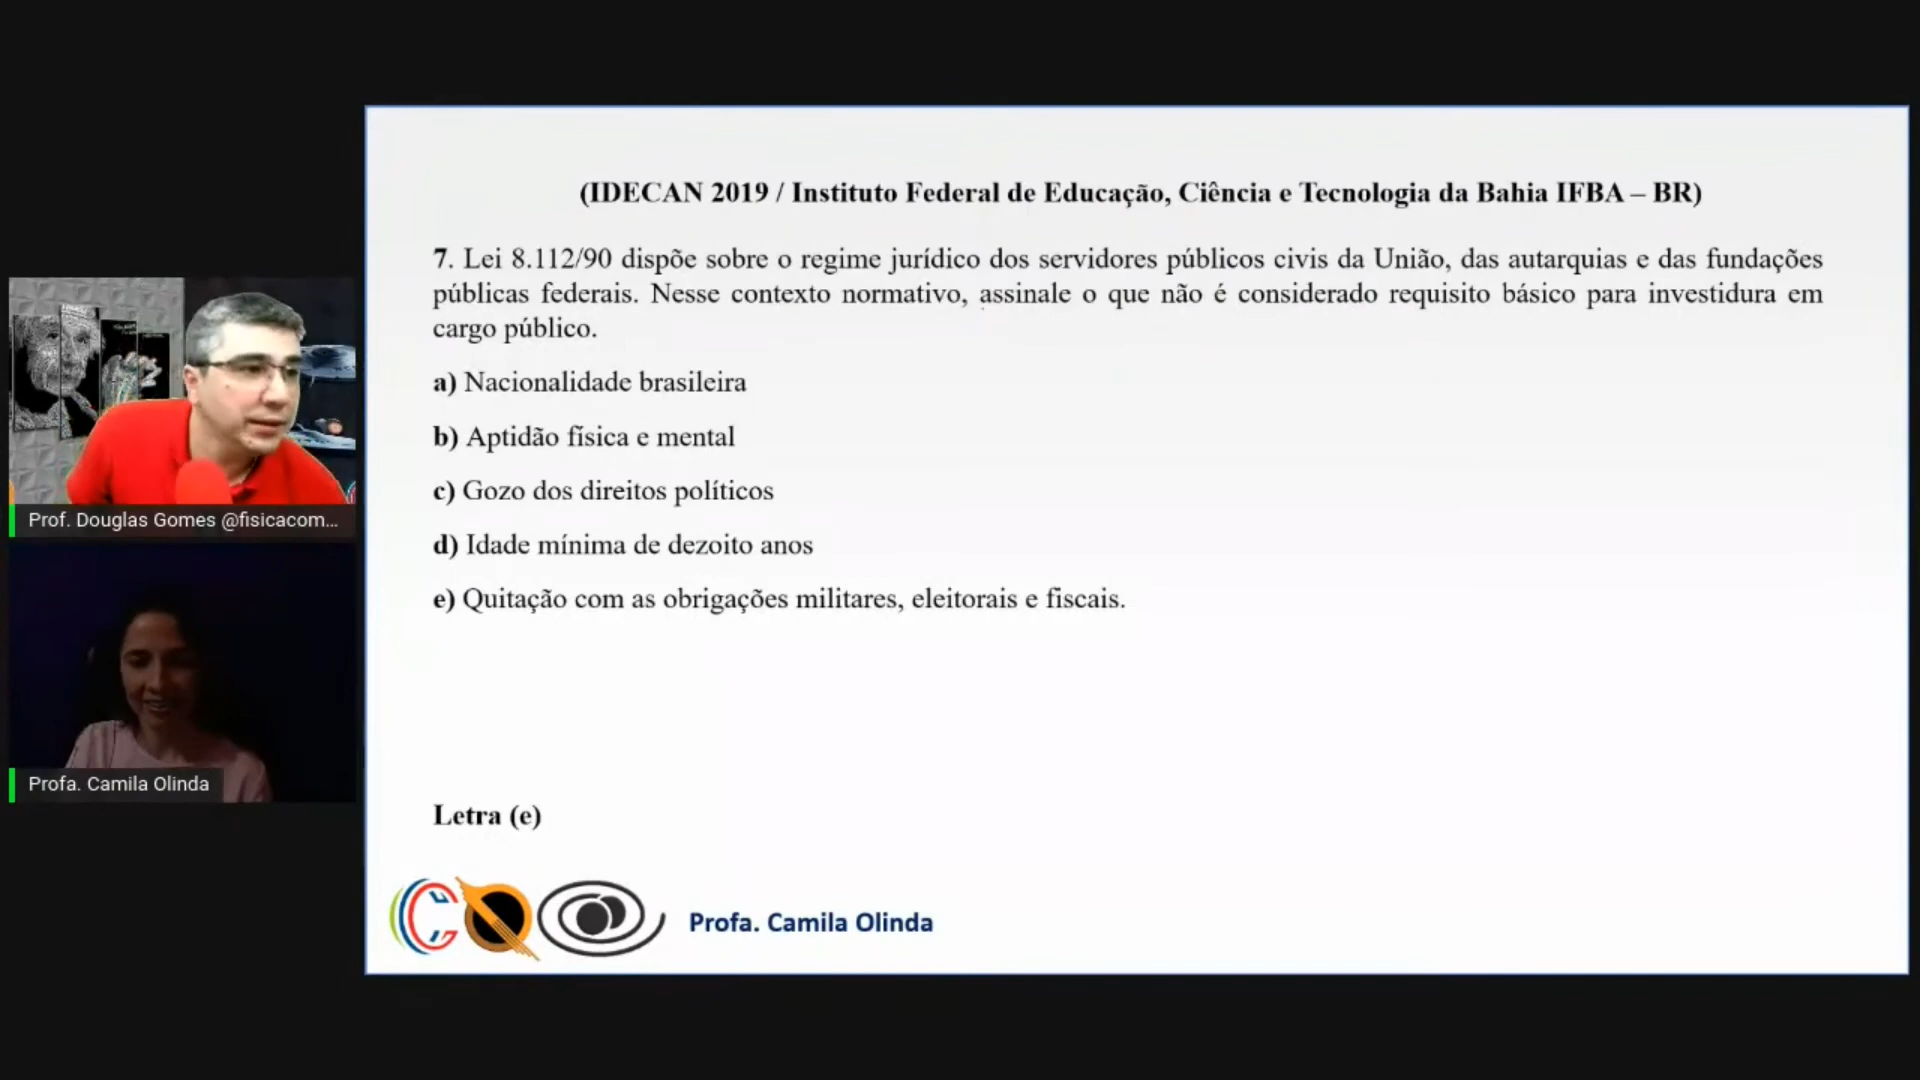 (IDECAN 2019 / Instituto Federal de Educação, Ciência e Tecnologia da Bahia IFBA – BR)
7. Lei 8.112/90 dispõe sobre o regime jurídico dos servidores públicos civis da União, das autarquias e das fundações
públicas federais. Nesse contexto normativo, assinale o que não é considerado requisito básico para investidura em
cargo público.
a) Nacionalidade brasileira
b) Aptidão física e mental
c) Gozo dos direitos políticos
d) Idade mínima de dezoito anos
e) Quitação com as obrigações militares, eleitorais e fiscais.
Letra (e)
Profa. Camila Olinda
Prof. Douglas Gomes @fisicacom...
Profa. Camila Olinda